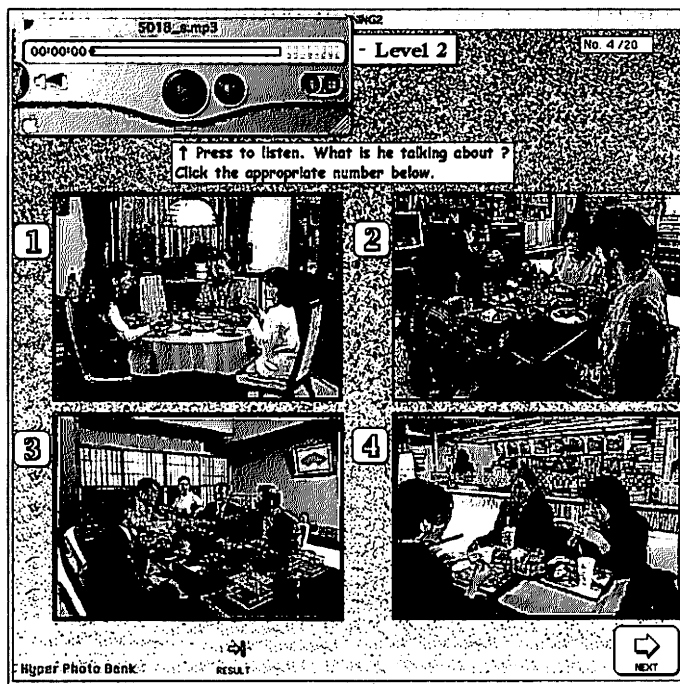 5018_s.mp3
00:00:00
- Level 2
No. 4 /20
↑ Press to listen. What is he talking about ?
Click the appropriate number below.
1
2
3
4
Hyper Photo Bank
RESULT
NEXT